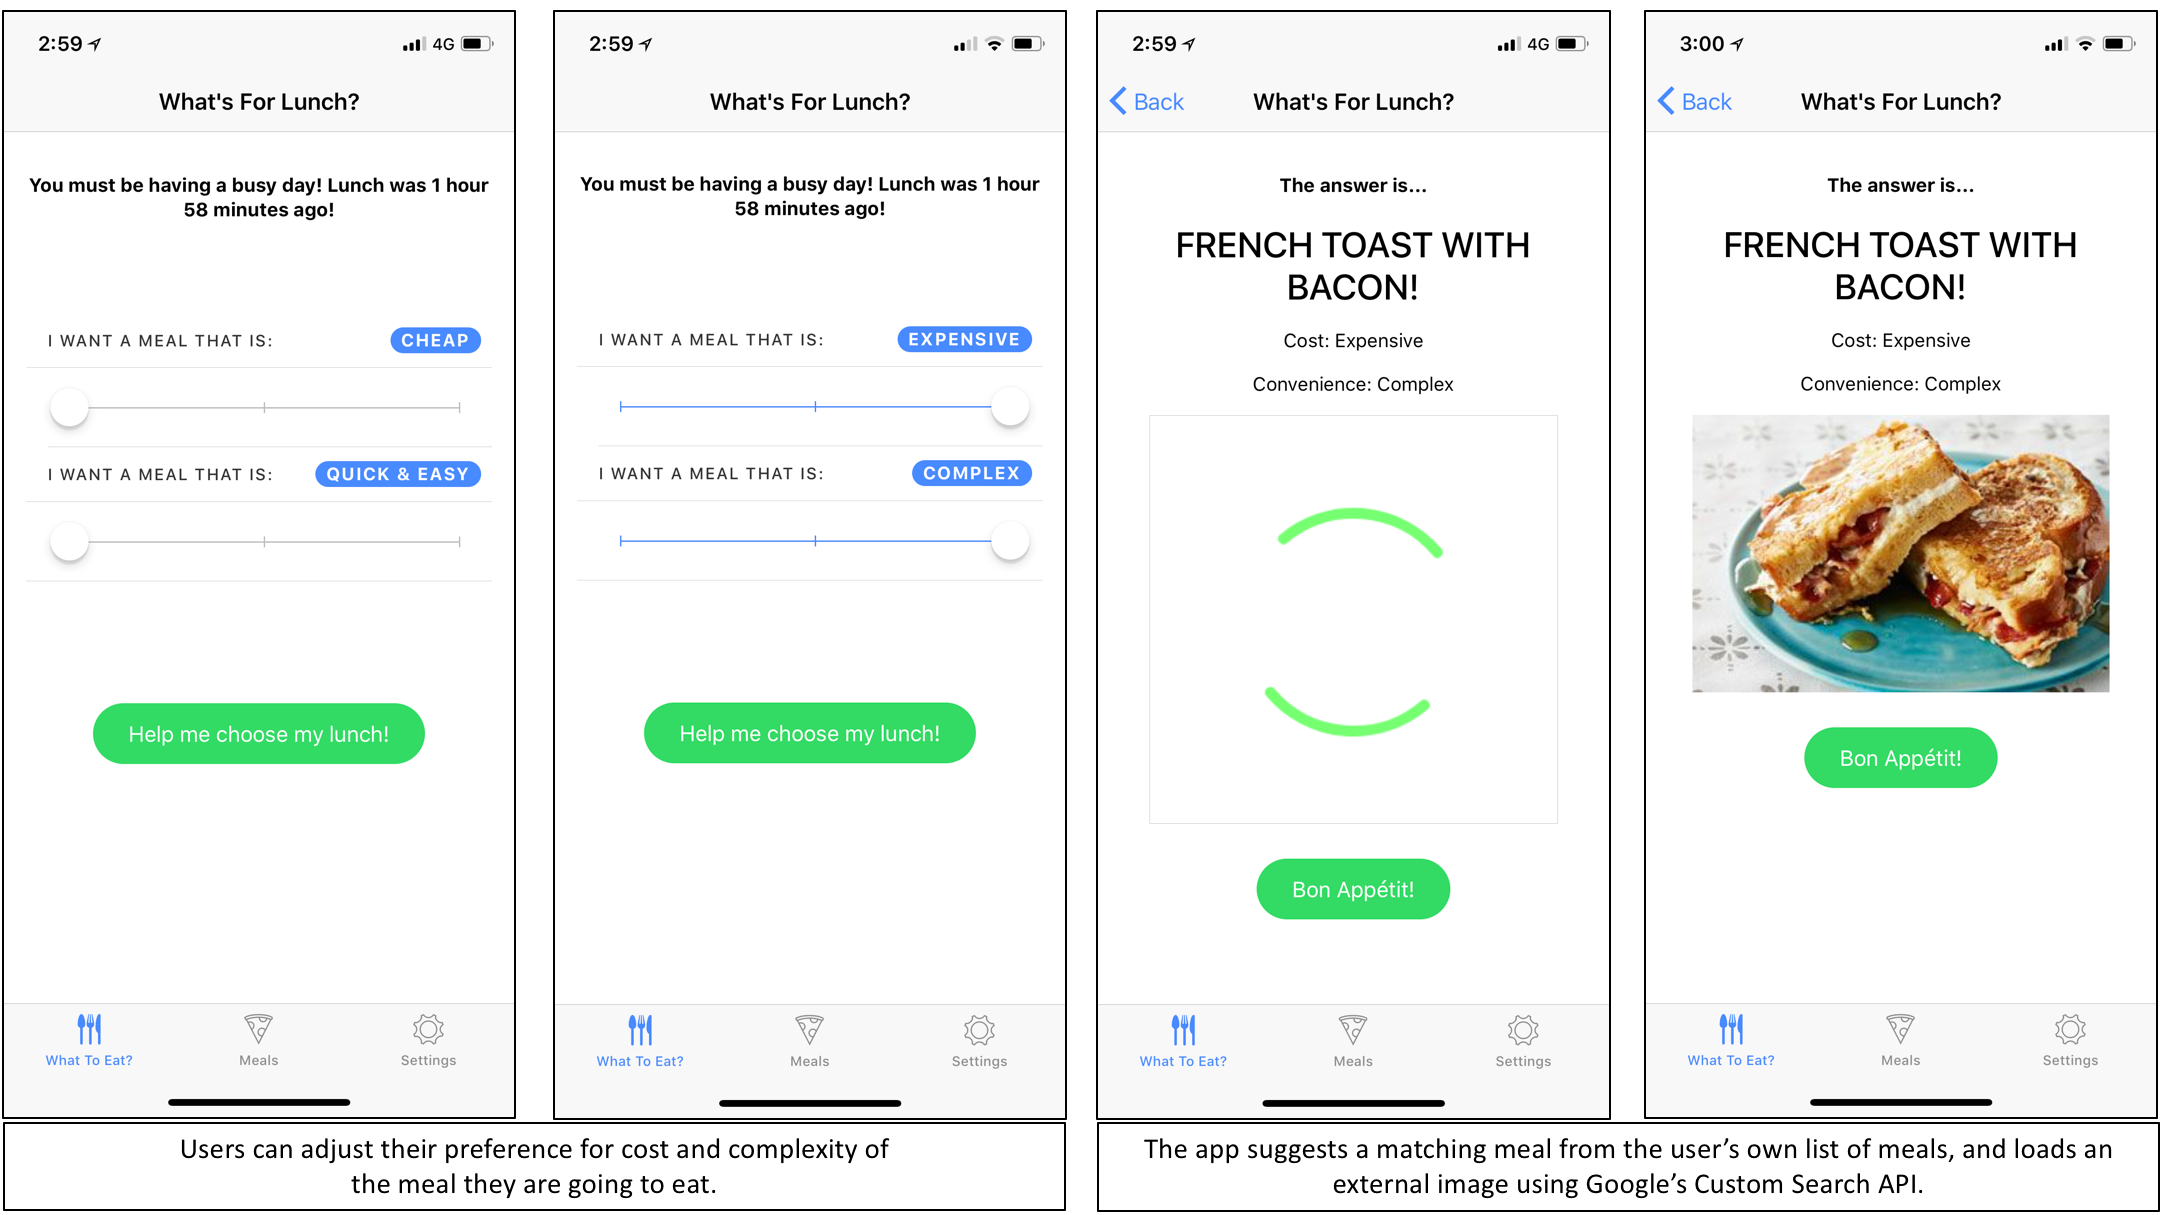 2:59
4G
What's For Lunch?
You must be having a busy day! Lunch was 1 hour
58 minutes ago!
I WANT A MEAL THAT IS: CHEAP
I WANT A MEAL THAT IS: QUICK & EASY
Help me choose my lunch!
What To Eat? Meals Settings
2:59
What's For Lunch?
You must be having a busy day! Lunch was 1 hour
58 minutes ago!
I WANT A MEAL THAT IS: EXPENSIVE
I WANT A MEAL THAT IS: COMPLEX
Help me choose my lunch!
What To Eat? Meals Settings
Users can adjust their preference for cost and complexity of
the meal they are going to eat.
2:59
4G
Back What's For Lunch?
The answer is...
FRENCH TOAST WITH
BACON!
Cost: Expensive
Convenience: Complex
Bon Appétit!
What To Eat? Meals Settings
3:00
Back What's For Lunch?
The answer is...
FRENCH TOAST WITH
BACON!
Cost: Expensive
Convenience: Complex
Bon Appétit!
What To Eat? Meals Settings
The app suggests a matching meal from the user’s own list of meals, and loads an
external image using Google’s Custom Search API.